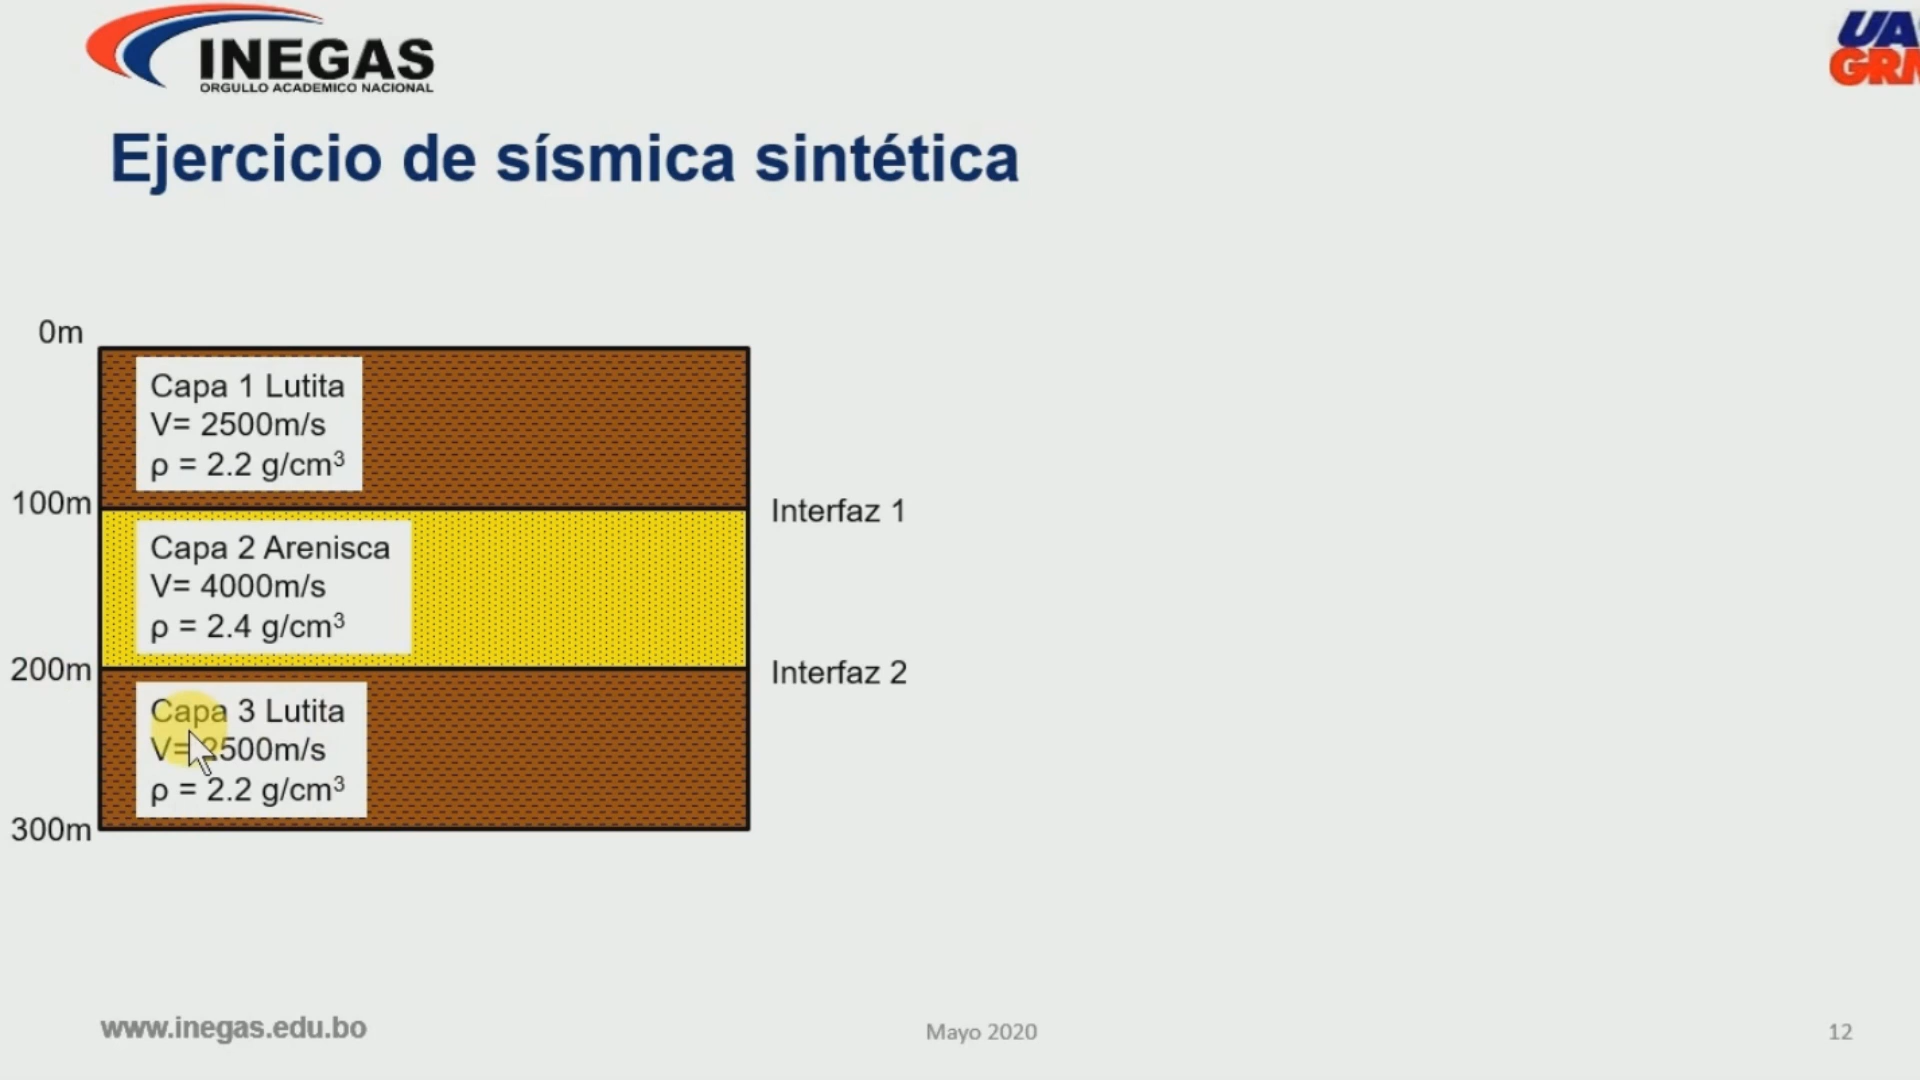 INEGAS
ORGULLO ACADEMICO NACIONAL
Ejercicio de sísmica sintética
0m
Capa 1 Lutita
V= 2500m/s
ρ = 2.2 g/cm³
100m
Interfaz 1
Capa 2 Arenisca
V= 4000m/s
ρ = 2.4 g/cm³
200m
Interfaz 2
Capa 3 Lutita
V= 2500m/s
ρ = 2.2 g/cm³
300m
www.inegas.edu.bo
Mayo 2020
12